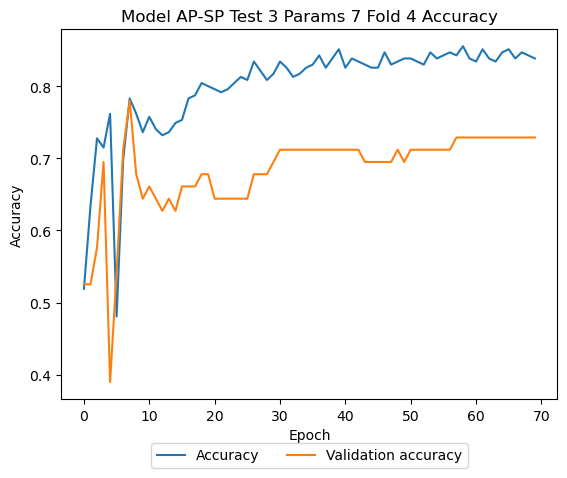 Model AP-SP Test 3 Params 7 Fold 4 Accuracy
Accuracy
0.8
0.7
0.6
0.5
0.4
0 10 20 30 40 50 60 70
Epoch
Accuracy Validation accuracy